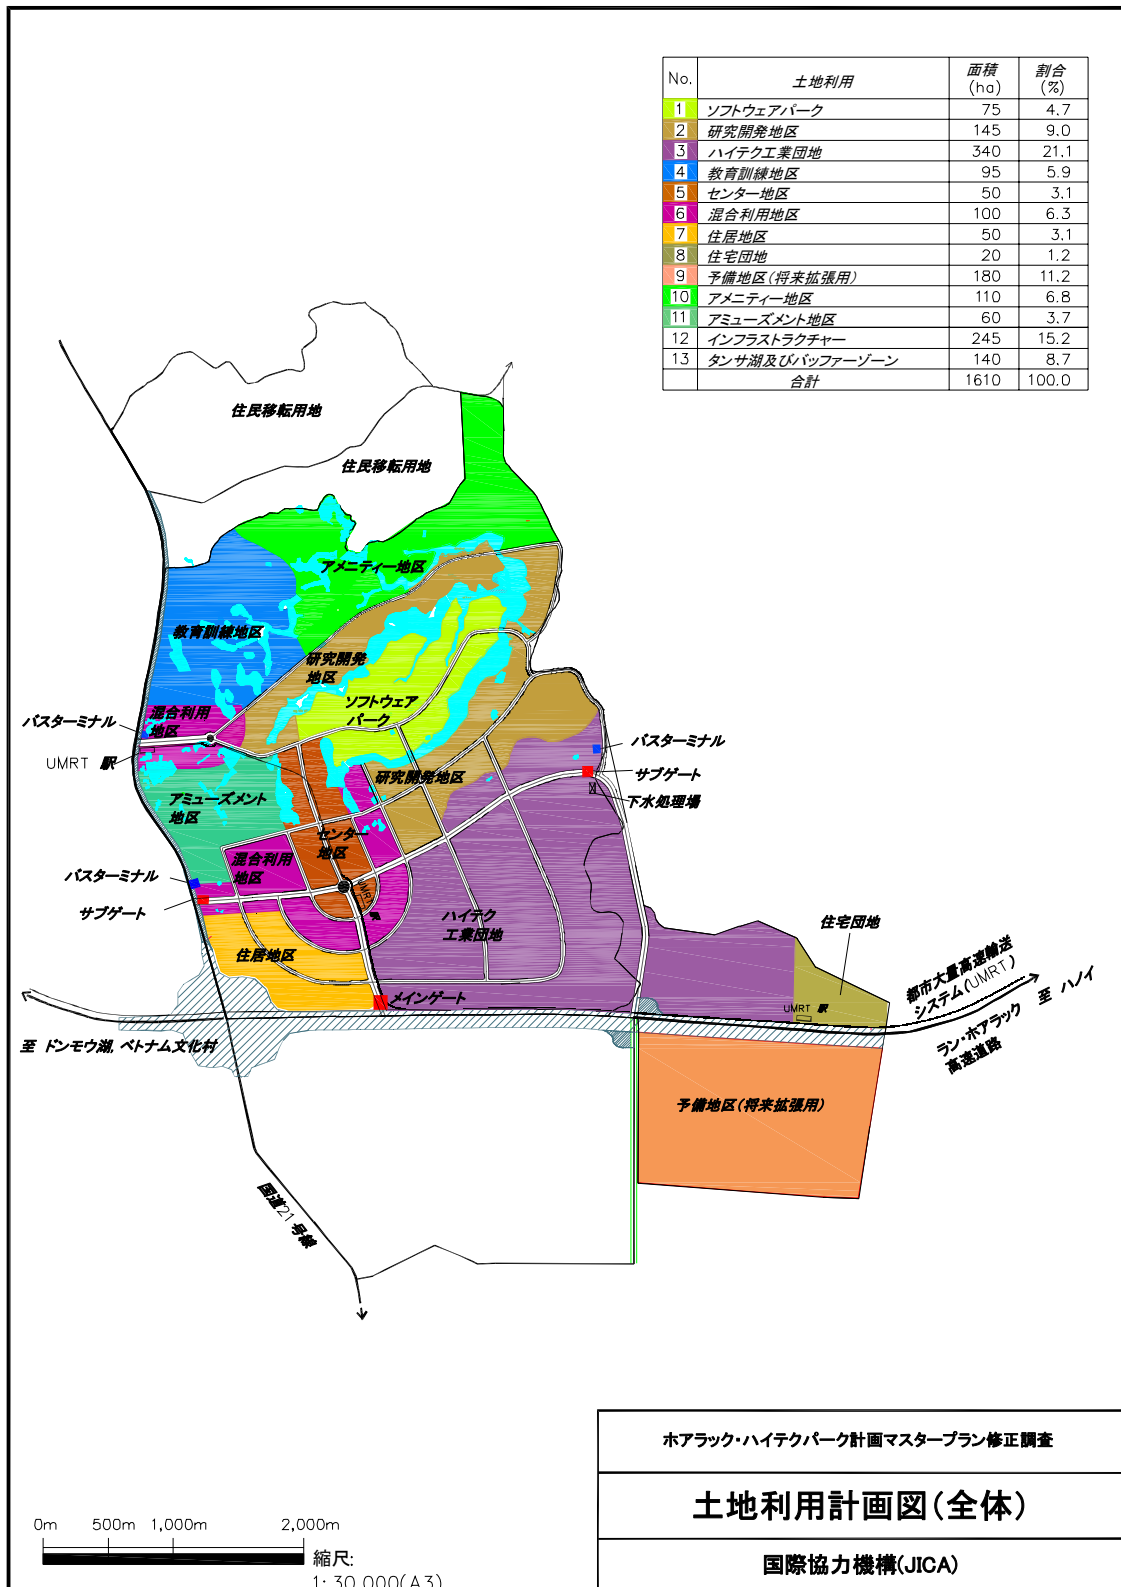 No. 土地利用 面積(ha) 割合(%)
1 ソフトウェアパーク 75 4.7
2 研究開発地区 145 9.0
3 ハイテク工業団地 340 21.1
4 教育訓練地区 95 5.9
5 センター地区 50 3.1
6 混合利用地区 100 6.3
7 住居地区 50 3.1
8 住宅団地 20 1.2
9 予備地区(将来拡張用) 180 11.2
10 アメニティー地区 110 6.8
11 アミューズメント地区 60 3.7
12 インフラストラクチャー 245 15.2
13 タンサ湖及びバッファーゾーン 140 8.7
合計 1610 100.0
住民移転用地
住民移転用地
アメニティー地区
教育訓練地区
研究開発
地区
ソフトウェア
パーク
混合利用
地区
バスターミナル
UMRT 駅
バスターミナル
サブゲート
下水処理場
研究開発地区
アミューズメント
地区
センター
地区
混合利用
地区
バスターミナル
サブゲート
UMRT 駅
ハイテク
工業団地
住居地区
メインゲート
住宅団地
UMRT 駅
都市大量高速輸送
システム(UMRT)
至 ハノイ
ラン・ホアラック
高速道路
至 ドンモウ湖, ベトナム文化村
予備地区(将来拡張用)
国道21号線
ホアラック・ハイテクパーク計画マスタープラン修正調査
土地利用計画図(全体)
国際協力機構(JICA)
0m 500m 1,000m 2,000m
縮尺:
1: 30,000(A3)